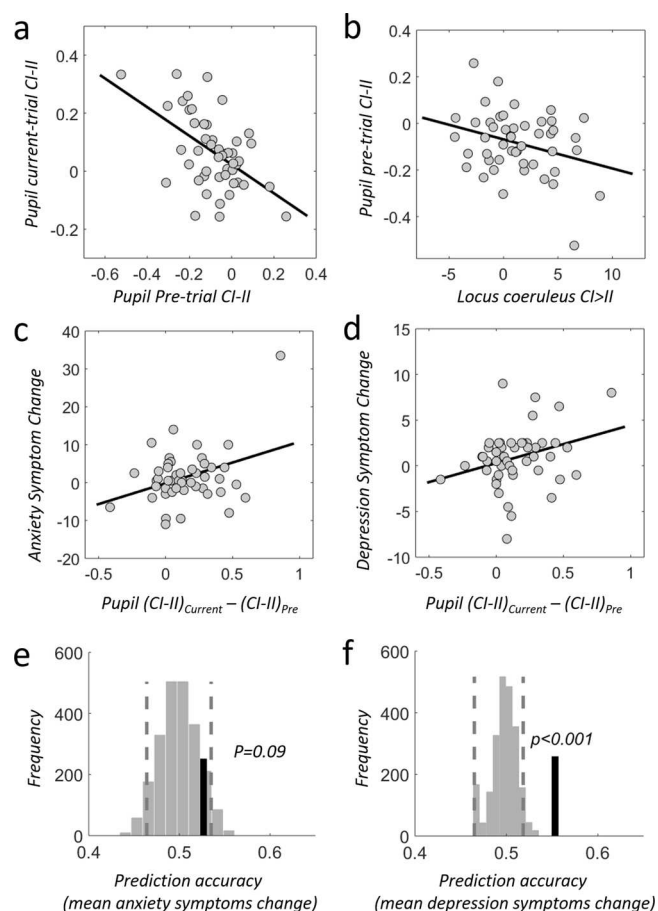 a
b
Pupil current-trial CI-II
0.4
0.2
0
-0.2
-0.6 -0.4 -0.2 0 0.2 0.4
Pupil Pre-trial CI-II
Pupil pre-trial CI-II
0.4
0.2
-0
-0.2
-0.4
-5 0 5 10
Locus coeruleus CI>II
c
d
Anxiety Symptom Change
40
30
20
10
0
-10
-20
-0.5 0 0.5 1
Pupil (CI-II)Current – (CI-II)Pre
Depression Symptom Change
15
10
5
0
-5
-10
-0.5 0 0.5 1
Pupil (CI-II)Current – (CI-II)Pre
e
f
Frequency
600
400
200
0
P=0.09
0.4 0.5 0.6
Prediction accuracy
(mean anxiety symptoms change)
Frequency
600
400
200
0
p<0.001
0.4 0.5 0.6
Prediction accuracy
(mean depression symptoms change)